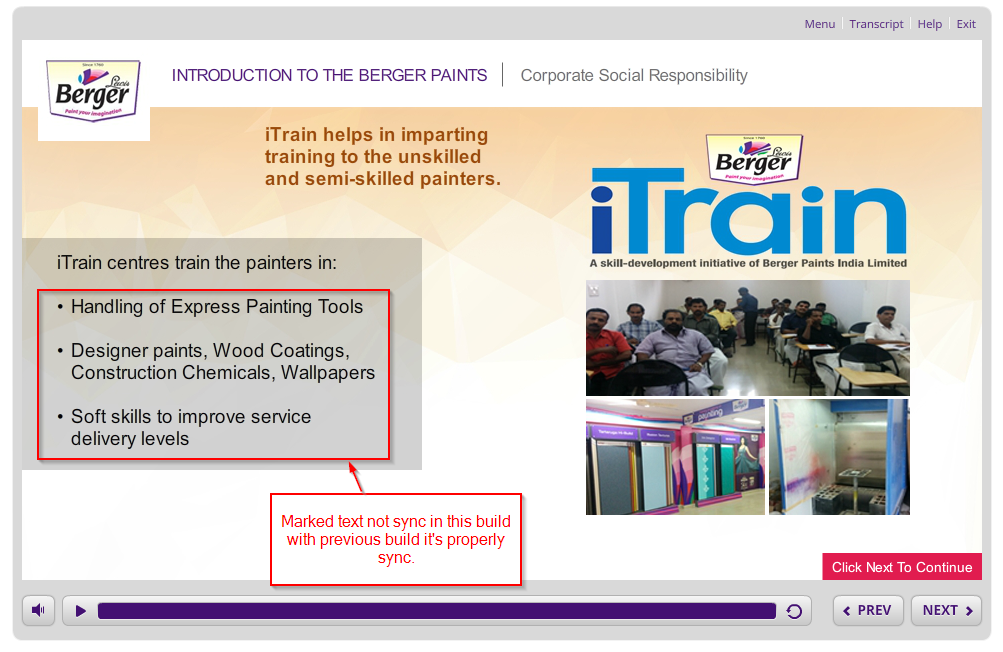 Menu Transcript Help Exit
Since 1760
Lewis
Berger
Paint your imagination
INTRODUCTION TO THE BERGER PAINTS
Corporate Social Responsibility
iTrain helps in imparting
training to the unskilled
and semi-skilled painters.
Since 1760
Lewis
Berger
Paint your imagination
iTrain
A skill-development initiative of Berger Paints India Limited
iTrain centres train the painters in:
• Handling of Express Painting Tools
• Designer paints, Wood Coatings,
Construction Chemicals, Wallpapers
• Soft skills to improve service
delivery levels
Marked text not sync in this build
with previous build it's properly
sync.
Click Next To Continue
PREV
NEXT